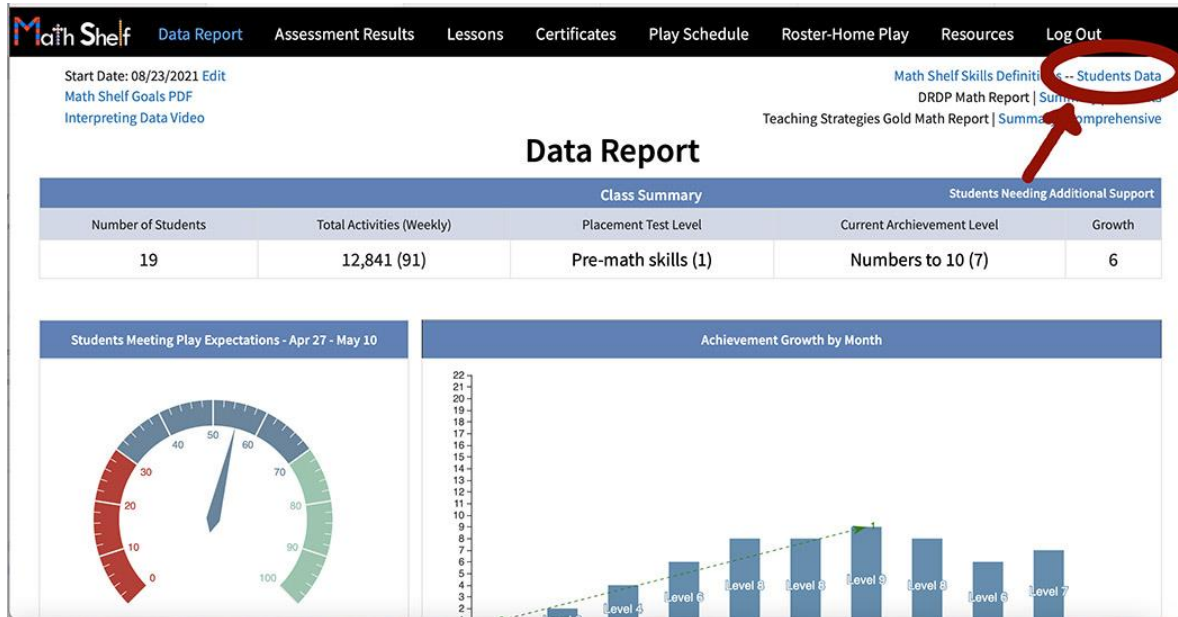 Math Shelf Data Report Assessment Results Lessons Certificates Play Schedule Roster-Home Play Resources Log Out
Start Date: 08/23/2021 Edit
Math Shelf Goals PDF
Interpreting Data Video
Math Shelf Skills -- Students Data
DRDP Math Report |
Teaching Strategies Gold Math Report |
Data Report
Class Summary
Students Needing Additional Support
Number of Students Total Activities (Weekly) Placement Test Level Current Archievement Level Growth
19 12,841 (91) Pre-math skills (1) Numbers to 10 (7) 6
Students Meeting Play Expectations - Apr 27 - May 10
0
10
20
30
40
50
60
70
80
90
100
Achievement Growth by Month
22
21
20
19
18
17
16
15
14
13
12
11
10
9
8
7
6
5
4
3
2
1
Level 4
Level 6
Level 8
Level 8
Level 9
Level 8
Level 6
Level 7